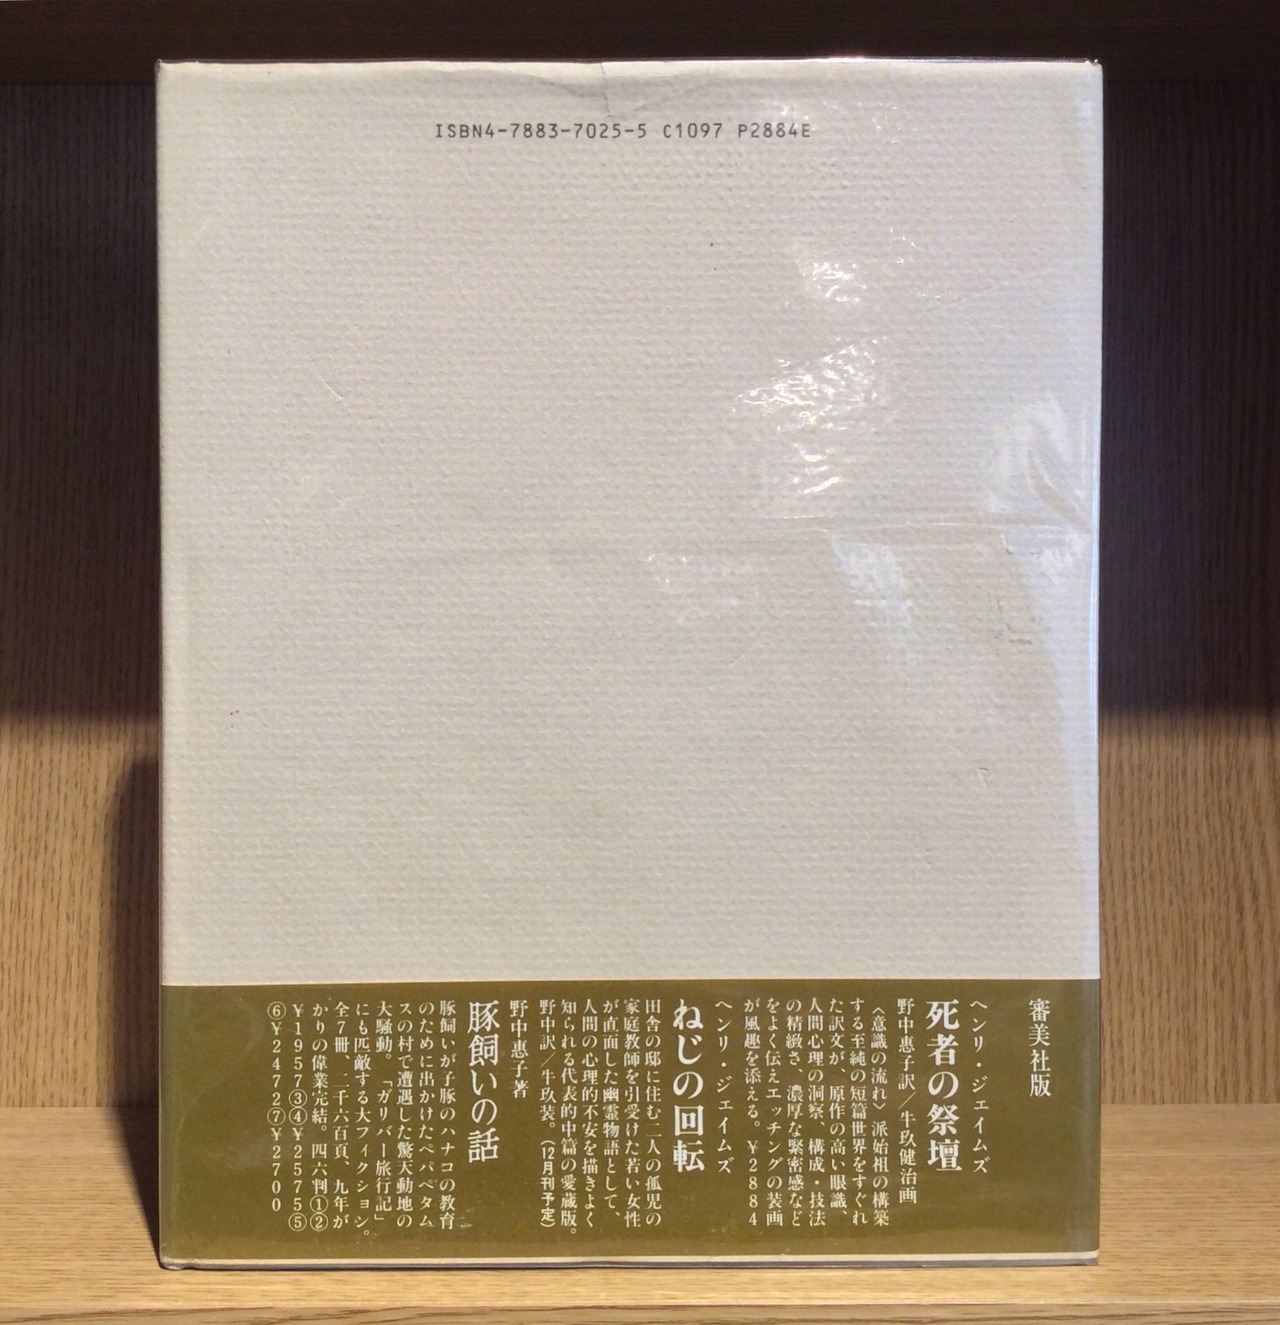 ISBN4-7883-7025-5 C1097 P2884E
審美社版
ヘンリ・ジェイムズ
死者の祭壇
野中惠子訳／牛玖健治画
〈意識の流れ〉派始祖の構築
する至純の短篇世界をすぐれ
た訳文が、原作の高い眼識、
人間心理の洞察、構成・技法
の精緻さ、濃厚な緊密感など
をよく伝えエッチングの装画
が風趣を添える。￥2884
ヘンリ・ジェイムズ
ねじの回転
田舎の邸に住む二人の孤児の
家庭教師を引受けた若い女性
が直面した幽霊物語として、
人間の心理的不安を描きよく
知られる代表的中篇の愛蔵版。
野中訳／牛玖装。（12月刊予定）
野中惠子著
豚飼いの話
豚飼いが子豚のハナコの教育
のために出かけたペパペタム
スの村で遭遇した驚天動地の
大騒動。「ガリバー旅行記」
にも匹敵する大フィクション。
全7冊、二千六百頁、九年が
かりの偉業完結。四六判①②
￥1957③④￥2575⑤
⑥￥2472⑦￥2700